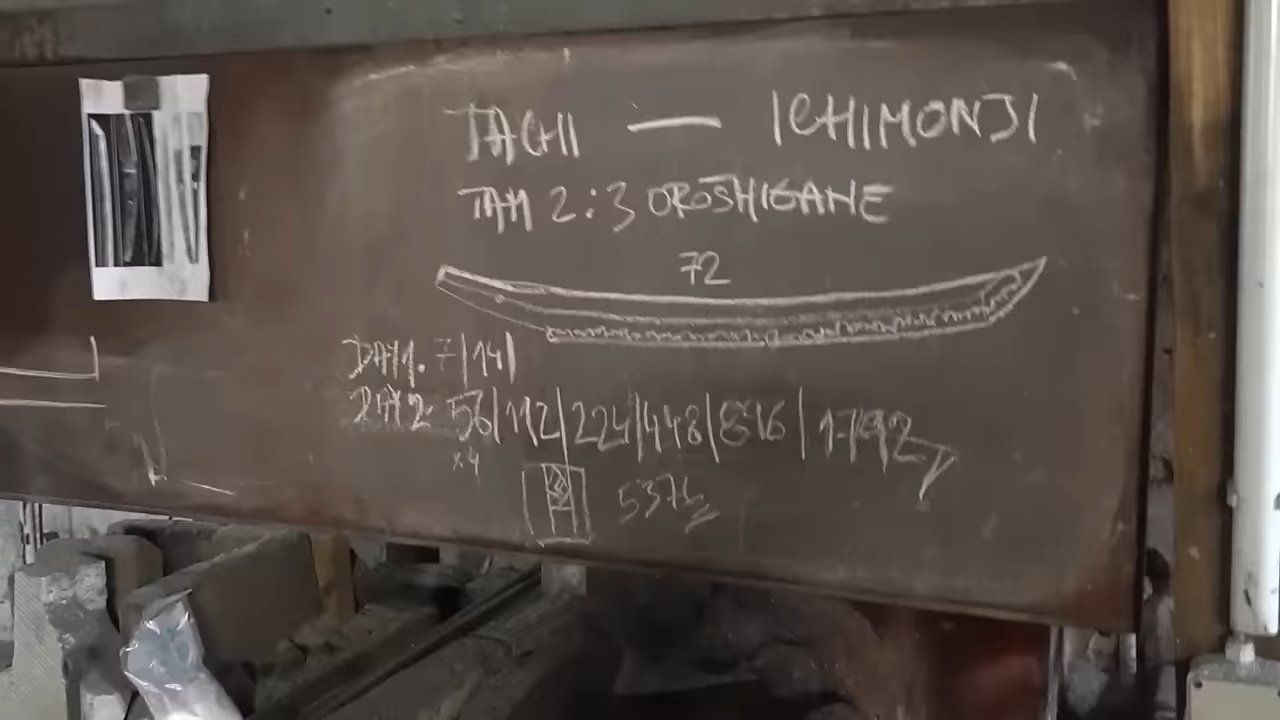 TACHI — ICHIMONJI
TAM 2:3 OROSHIGANE
72
DAY1. 7|14|
DAY2: 56|112|224|448|896|1792
x4
5376